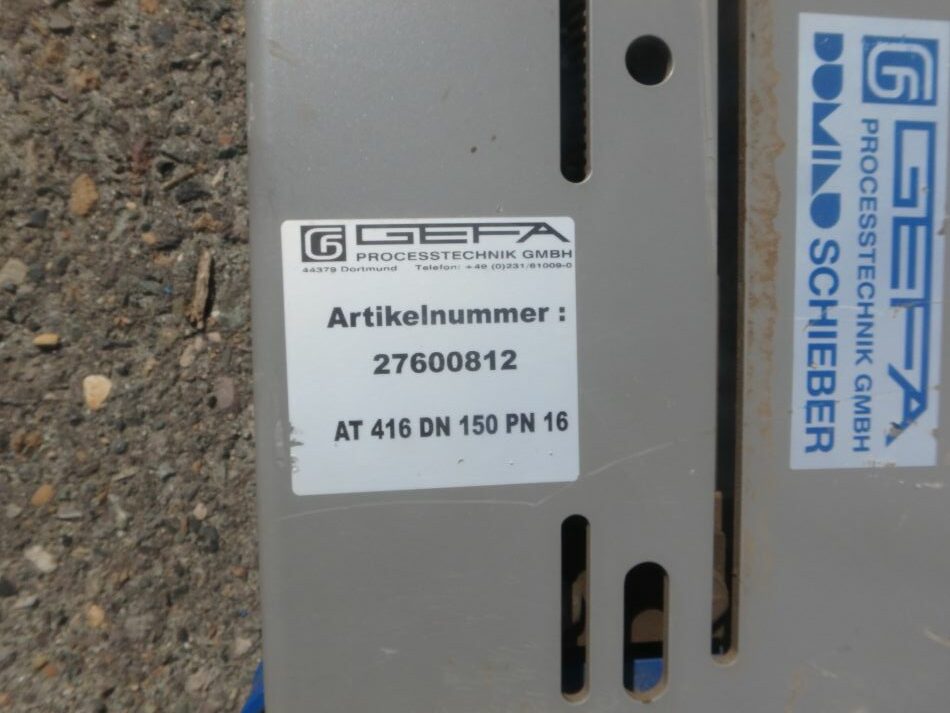 GEFA
PROCESSTECHNIK GMBH
44379 Dortmund Telefon: +49 (0)231/61009-0
Artikelnummer :
27600812
AT 416 DN 150 PN 16
GEFA
PROCESSTECHNIK GMBH
DOMINO SCHIEBER